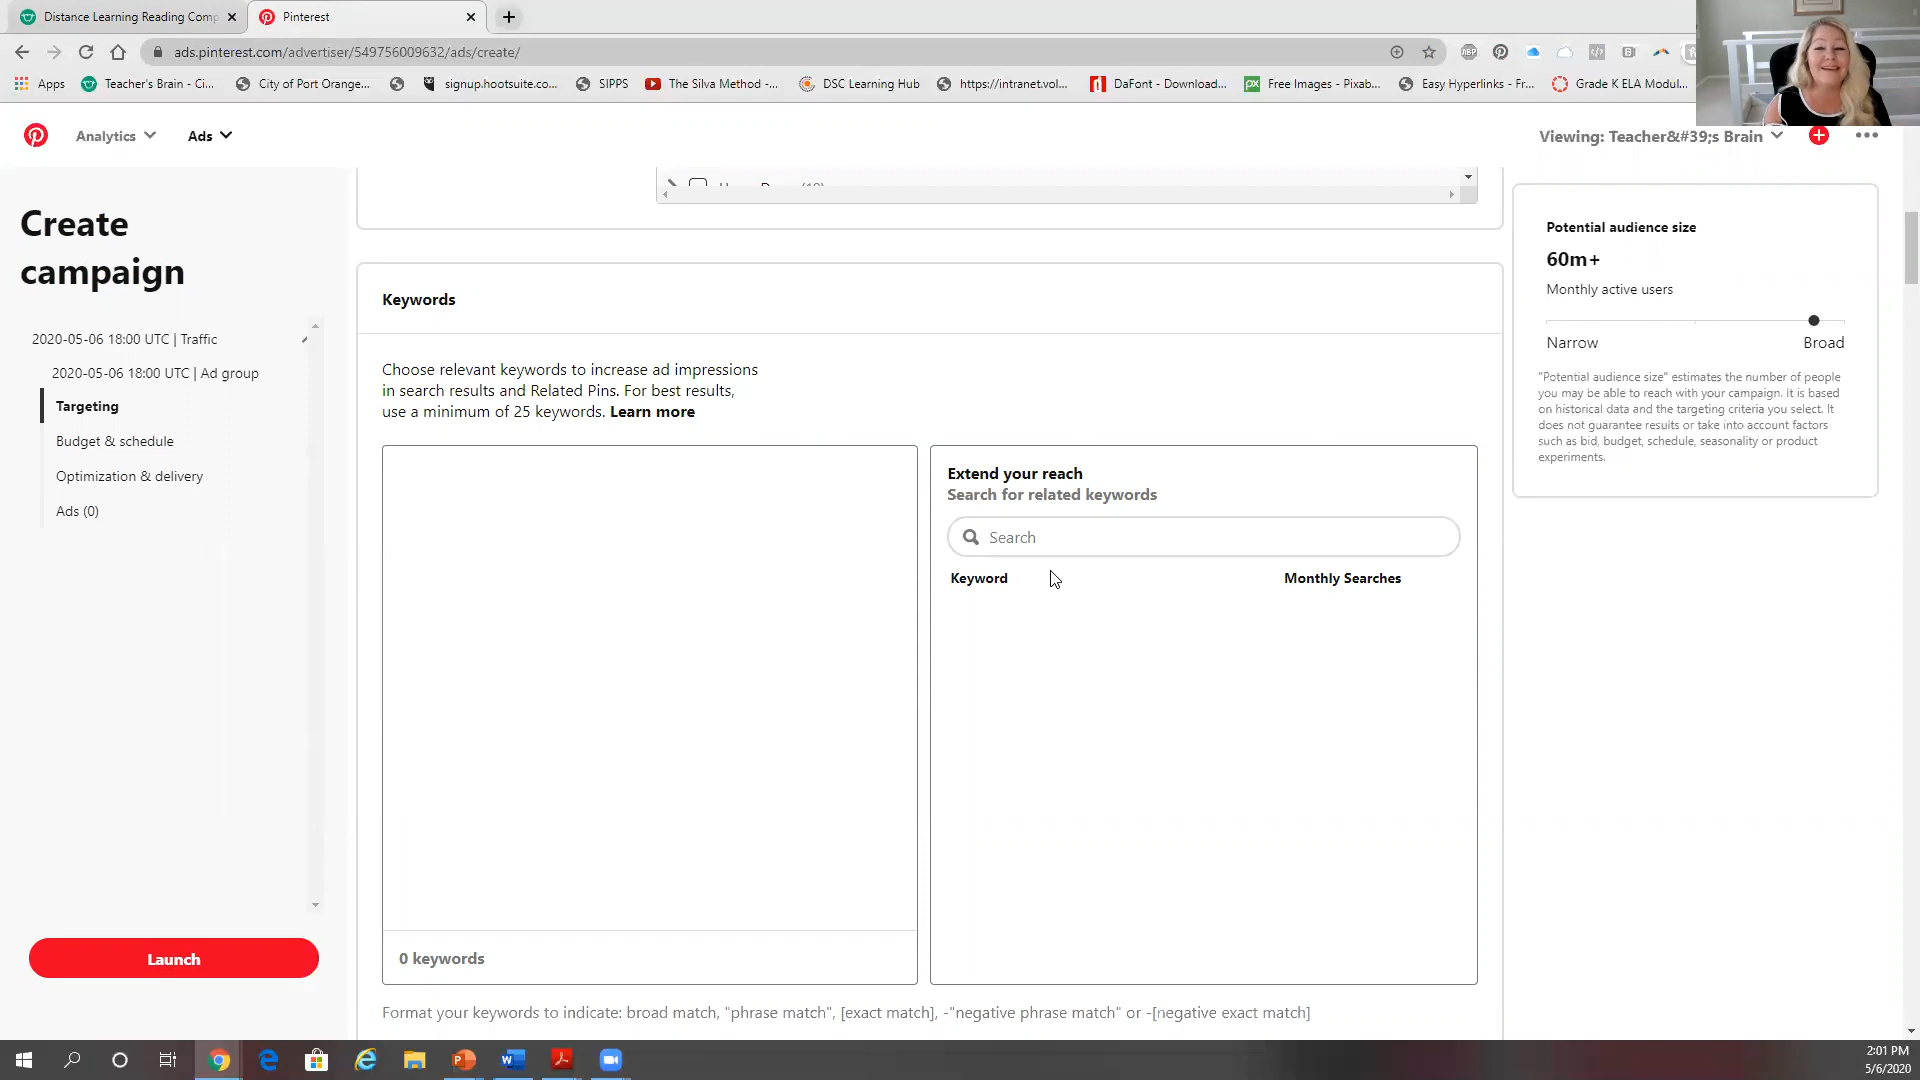 Distance Learning Reading Comp
Pinterest
ads.pinterest.com/advertiser/549756009632/ads/create/
ABP
Apps
Teacher's Brain - Ci...
City of Port Orange...
signup.hootsuite.co...
SIPPS
The Silva Method -...
DSC Learning Hub
https://intranet.vol...
DaFont - Download...
px
Free Images - Pixab...
Easy Hyperlinks - Fr...
Grade K ELA Modul...
Analytics
Ads
Viewing: Teacher&#39;s Brain
Create
campaign
2020-05-06 18:00 UTC | Traffic
2020-05-06 18:00 UTC | Ad group
Targeting
Budget & schedule
Optimization & delivery
Ads (0)
Launch
Keywords
Choose relevant keywords to increase ad impressions
in search results and Related Pins. For best results,
use a minimum of 25 keywords. Learn more
0 keywords
Extend your reach
Search for related keywords
Search
Keyword
Monthly Searches
Format your keywords to indicate: broad match, "phrase match", [exact match], -"negative phrase match" or -[negative exact match]
Potential audience size
60m+
Monthly active users
Narrow
Broad
"Potential audience size" estimates the number of people
you may be able to reach with your campaign. It is based
on historical data and the targeting criteria you select. It
does not guarantee results or take into account factors
such as bid, budget, schedule, seasonality or product
experiments.
2:01 PM
5/6/2020